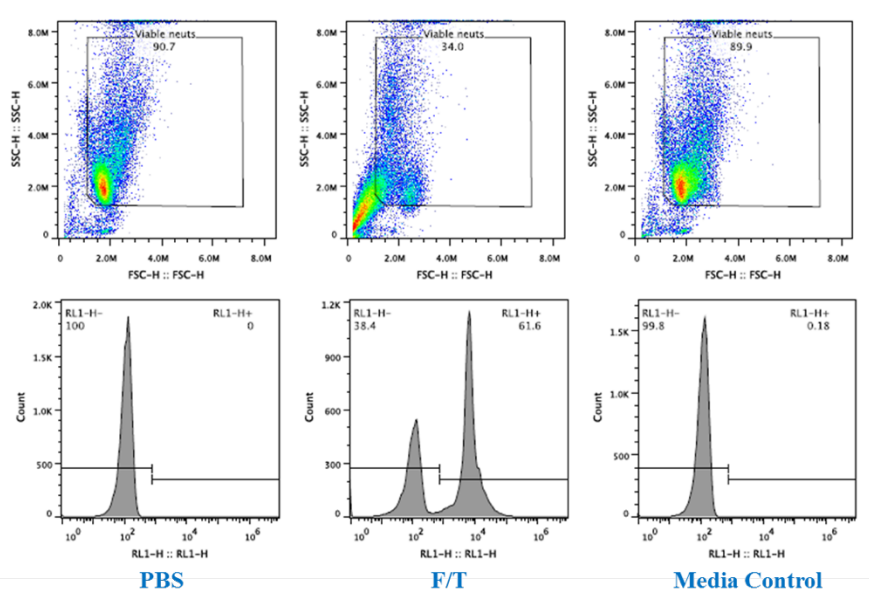 Viable neuts
90.7
8.0M
6.0M
4.0M
2.0M
0
SSC-H :: SSC-H
0
2.0M
4.0M
6.0M
8.0M
FSC-H :: FSC-H
Viable neuts
34.0
8.0M
6.0M
4.0M
2.0M
0
SSC-H :: SSC-H
0
2.0M
4.0M
6.0M
8.0M
FSC-H :: FSC-H
Viable neuts
89.9
8.0M
6.0M
4.0M
2.0M
0
SSC-H :: SSC-H
0
2.0M
4.0M
6.0M
8.0M
FSC-H :: FSC-H
RL1-H- RL1-H+
100 0
2.0K
1.5K
1.0K
500
0
Count
10^0 10^2 10^4 10^6
RL1-H :: RL1-H
RL1-H- RL1-H+
38.4 61.6
1.2K
900
600
300
0
Count
10^0 10^2 10^4 10^6
RL1-H :: RL1-H
RL1-H- RL1-H+
99.8 0.18
1.5K
1.0K
500
0
Count
10^0 10^2 10^4 10^6
RL1-H :: RL1-H
PBS
F/T
Media Control